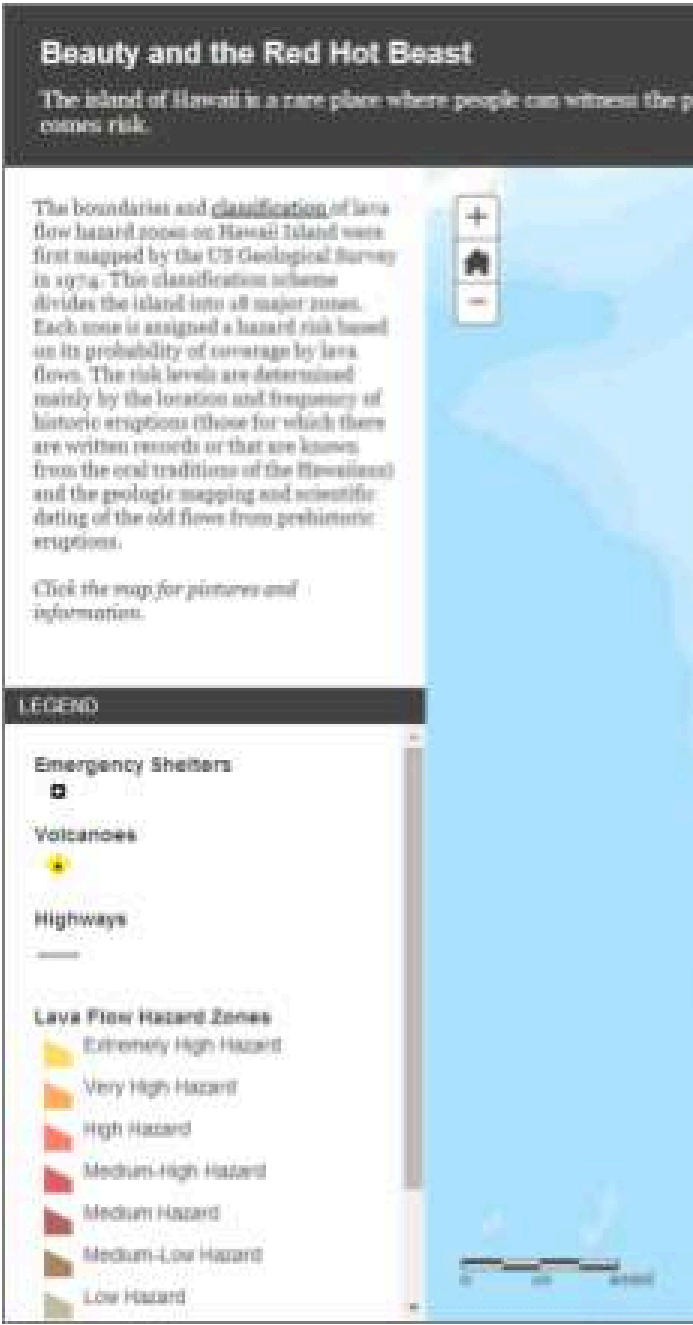 Beauty and the Red Hot Beast
The island of Hawaii is a rare place where people can witness the p
comes risk.
The boundaries and classification of lava
flow hazard zones on Hawaii Island were
first mapped by the US Geological Survey
in 1974. This classification scheme
divides the island into 18 major zones.
Each zone is assigned a hazard risk based
on its probability of coverage by lava
flows. The risk levels are determined
mainly by the location and frequency of
historic eruptions (those for which there
are written records or that are known
from the oral traditions of the Hawaiians)
and the geologic mapping and scientific
dating of the old flows from prehistoric
eruptions.
Click the map for pictures and
information.
+
−
LEGEND
Emergency Shelters
Volcanoes
Highways
Lava Flow Hazard Zones
Extremely High Hazard
Very High Hazard
High Hazard
Medium-High Hazard
Medium Hazard
Medium-Low Hazard
Low Hazard
0